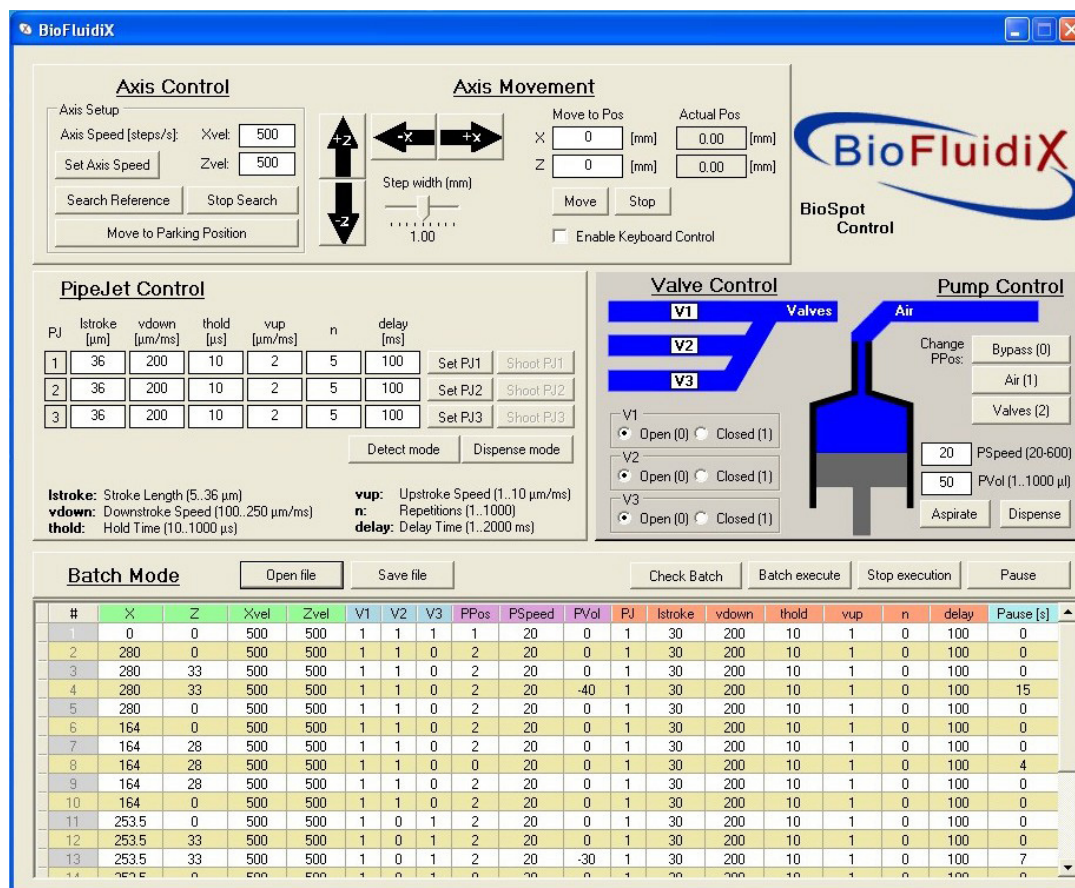 BioFluidiX
Axis Control
Axis Setup
Axis Speed [steps/s]: Xvel: 500
Set Axis Speed Zvel: 500
Search Reference Stop Search
Move to Parking Position
Axis Movement
+z -x +x
-z
Step width (mm)
1.00
Move to Pos Actual Pos
X 0 [mm] 0.00 [mm]
Z 0 [mm] 0.00 [mm]
Move Stop
Enable Keyboard Control
BioFluidiX
BioSpot
Control
PipeJet Control
PJ lstroke [µm] vdown [µm/ms] thold [µs] vup [µm/ms] n delay [ms]
1 36 200 10 2 5 100 Set PJ1 Shoot PJ1
2 36 200 10 2 5 100 Set PJ2 Shoot PJ2
3 36 200 10 2 5 100 Set PJ3 Shoot PJ3
Detect mode Dispense mode
lstroke: Stroke Length (5..36 µm)
vdown: Downstroke Speed (100..250 µm/ms)
thold: Hold Time (10..1000 µs)
vup: Upstroke Speed (1..10 µm/ms)
n: Repetitions (1..1000)
delay: Delay Time (1..2000 ms)
Valve Control
V1 Valves
V2
V3
V1
Open (0) Closed (1)
V2
Open (0) Closed (1)
V3
Open (0) Closed (1)
Pump Control
Air
Change
PPos:
Bypass (0)
Air (1)
Valves (2)
20 PSpeed (20-600)
50 PVol (1..1000 µl)
Aspirate Dispense
Batch Mode Open file Save file Check Batch Batch execute Stop execution Pause
# X Z Xvel Zvel V1 V2 V3 PPos PSpeed PVol PJ lstroke vdown thold vup n delay Pause [s]
1 0 0 500 500 1 1 1 1 20 0 1 30 200 10 1 0 100 0
2 280 0 500 500 1 1 0 2 20 0 1 30 200 10 1 0 100 0
3 280 33 500 500 1 1 0 2 20 0 1 30 200 10 1 0 100 0
4 280 33 500 500 1 1 0 2 20 -40 1 30 200 10 1 0 100 15
5 280 0 500 500 1 1 0 2 20 0 1 30 200 10 1 0 100 0
6 164 0 500 500 1 1 0 2 20 0 1 30 200 10 1 0 100 0
7 164 28 500 500 1 1 0 2 20 0 1 30 200 10 1 0 100 0
8 164 28 500 500 1 1 0 0 20 0 1 30 200 10 1 0 100 4
9 164 28 500 500 1 1 0 2 20 0 1 30 200 10 1 0 100 0
10 164 0 500 500 1 1 0 2 20 0 1 30 200 10 1 0 100 0
11 253.5 0 500 500 1 0 1 2 20 0 1 30 200 10 1 0 100 0
12 253.5 33 500 500 1 0 1 2 20 0 1 30 200 10 1 0 100 0
13 253.5 33 500 500 1 0 1 2 20 -30 1 30 200 10 1 0 100 7